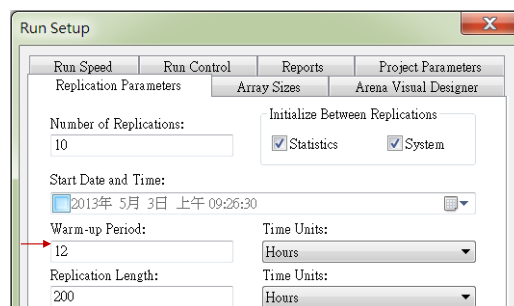 Run Setup
Run Speed Run Control Reports Project Parameters
Replication Parameters Array Sizes Arena Visual Designer
Number of Replications:
10
Initialize Between Replications
Statistics System
Start Date and Time:
2013年 5月 3日 上午 09:26:30
Warm-up Period: Time Units:
12 Hours
Replication Length: Time Units:
200 Hours